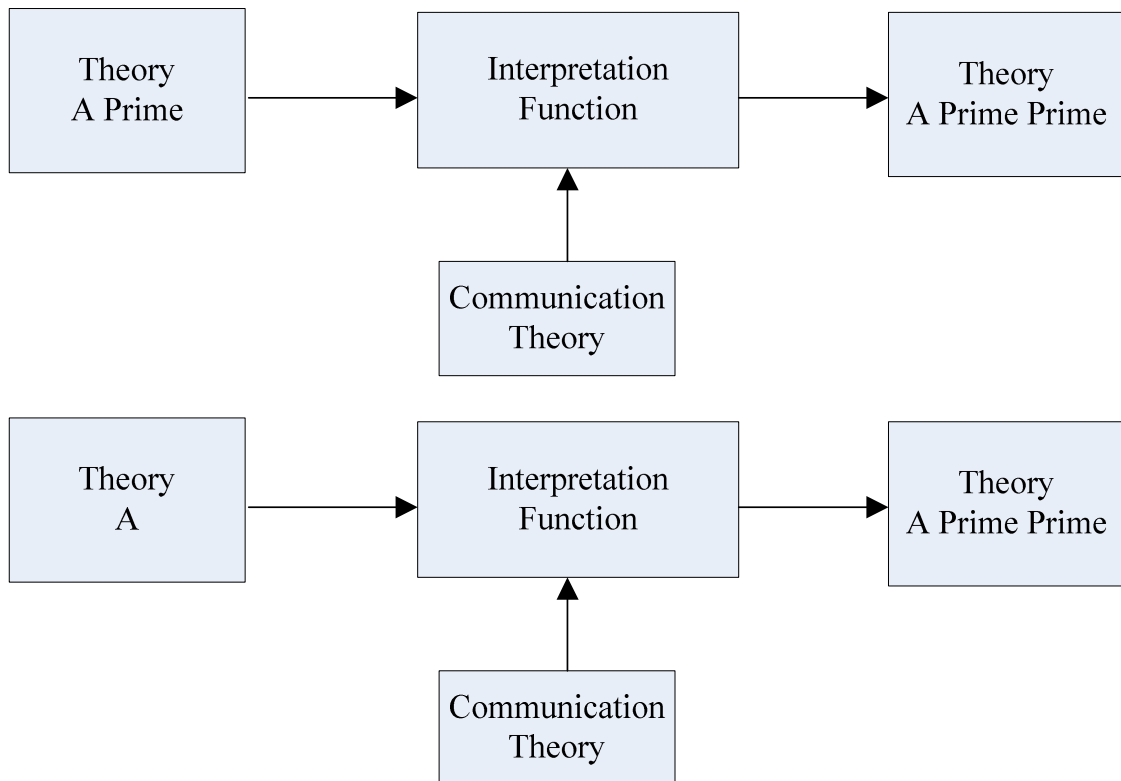 Theory
A Prime
Interpretation
Function
Theory
A Prime Prime
Communication
Theory
Theory
A
Interpretation
Function
Theory
A Prime Prime
Communication
Theory